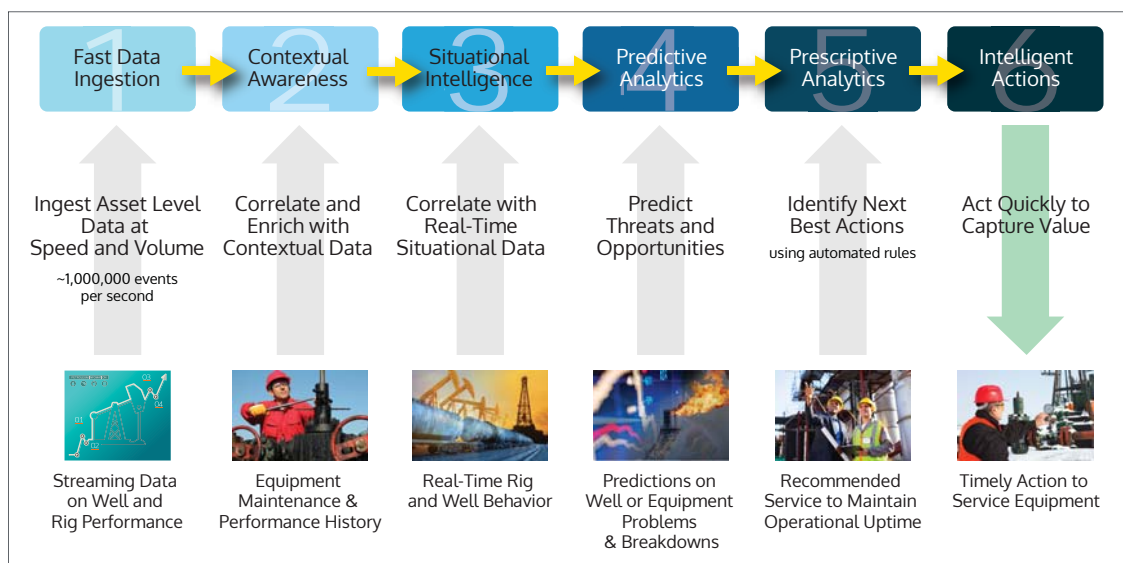 1
Fast Data
Ingestion
2
Contextual
Awareness
3
Situational
Intelligence
4
Predictive
Analytics
5
Prescriptive
Analytics
6
Intelligent
Actions
Ingest Asset Level
Data at
Speed and Volume
~1,000,000 events
per second
Correlate and
Enrich with
Contextual Data
Correlate with
Real-Time
Situational Data
Predict
Threats and
Opportunities
Identify Next
Best Actions
using automated rules
Act Quickly to
Capture Value
01
02
03
04
Streaming Data
on Well and
Rig Performance
Equipment
Maintenance &
Performance History
Real-Time Rig
and Well Behavior
Predictions on
Well or Equipment
Problems
& Breakdowns
Recommended
Service to Maintain
Operational Uptime
Timely Action to
Service Equipment